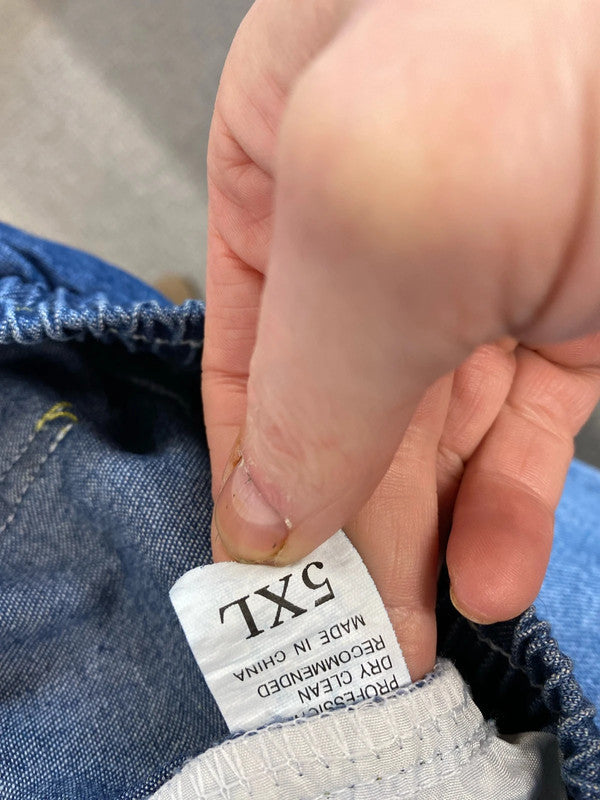 5XL
MADE IN CHINA
RECOMMENDED
DRY CLEAN